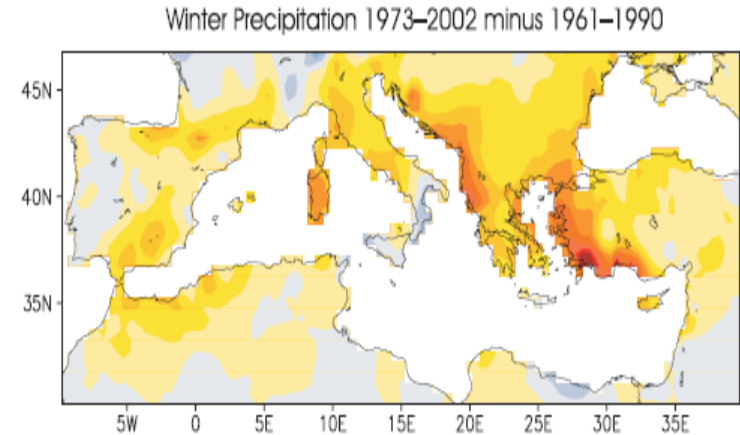 Winter Precipitation 1973–2002 minus 1961–1990
45N
40N
35N
5W 0 5E 10E 15E 20E 25E 30E 35E